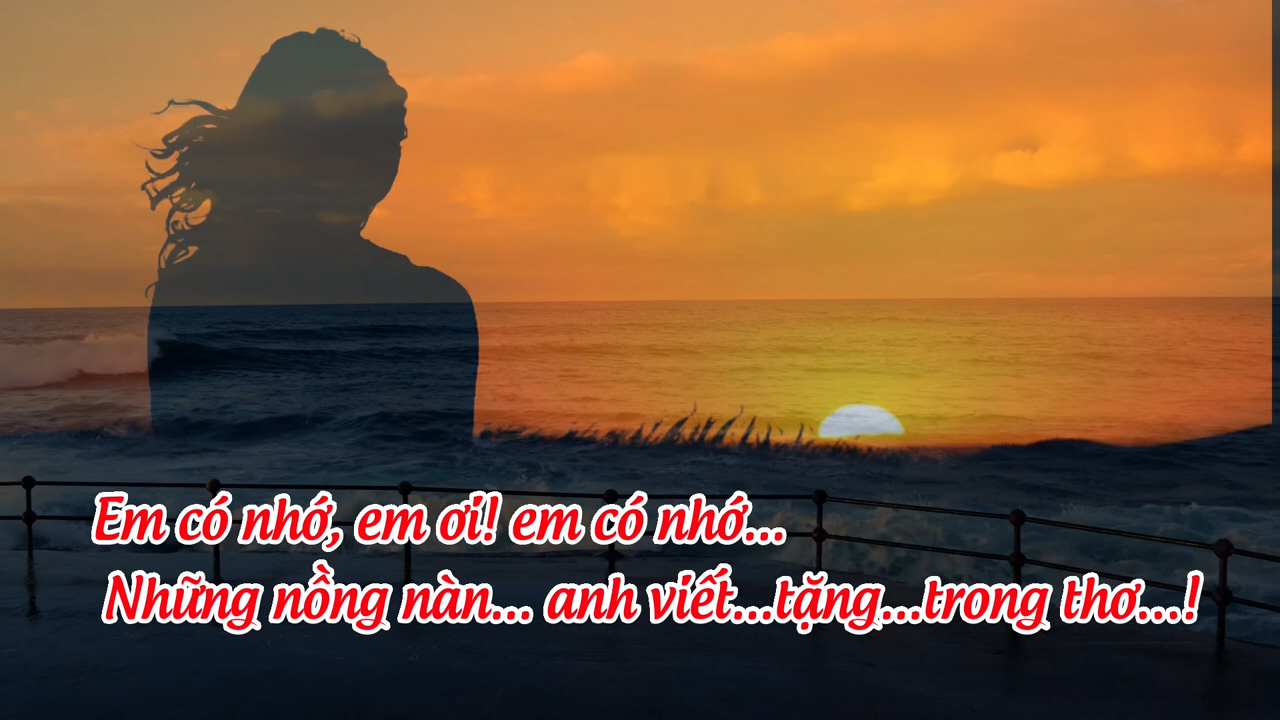 Em có nhớ, em ơi! em có nhớ...
Những nồng nàn... anh viết...tặng...trong thơ...!